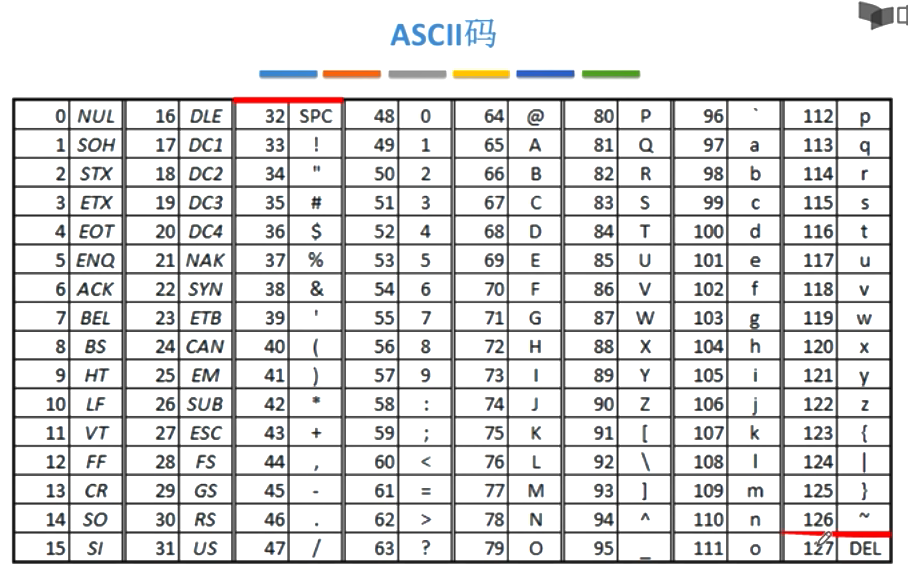 ASCII码
0 NUL 16 DLE 32 SPC 48 0 64 @ 80 P 96 ` 112 p
1 SOH 17 DC1 33 ! 49 1 65 A 81 Q 97 a 113 q
2 STX 18 DC2 34 " 50 2 66 B 82 R 98 b 114 r
3 ETX 19 DC3 35 # 51 3 67 C 83 S 99 c 115 s
4 EOT 20 DC4 36 $ 52 4 68 D 84 T 100 d 116 t
5 ENQ 21 NAK 37 % 53 5 69 E 85 U 101 e 117 u
6 ACK 22 SYN 38 & 54 6 70 F 86 V 102 f 118 v
7 BEL 23 ETB 39 ' 55 7 71 G 87 W 103 g 119 w
8 BS 24 CAN 40 ( 56 8 72 H 88 X 104 h 120 x
9 HT 25 EM 41 ) 57 9 73 I 89 Y 105 i 121 y
10 LF 26 SUB 42 * 58 : 74 J 90 Z 106 j 122 z
11 VT 27 ESC 43 + 59 ; 75 K 91 [ 107 k 123 {
12 FF 28 FS 44 , 60 < 76 L 92 \ 108 l 124 |
13 CR 29 GS 45 - 61 = 77 M 93 ] 109 m 125 }
14 SO 30 RS 46 . 62 > 78 N 94 ^ 110 n 126 ~
15 SI 31 US 47 / 63 ? 79 O 95 _ 111 o 127 DEL